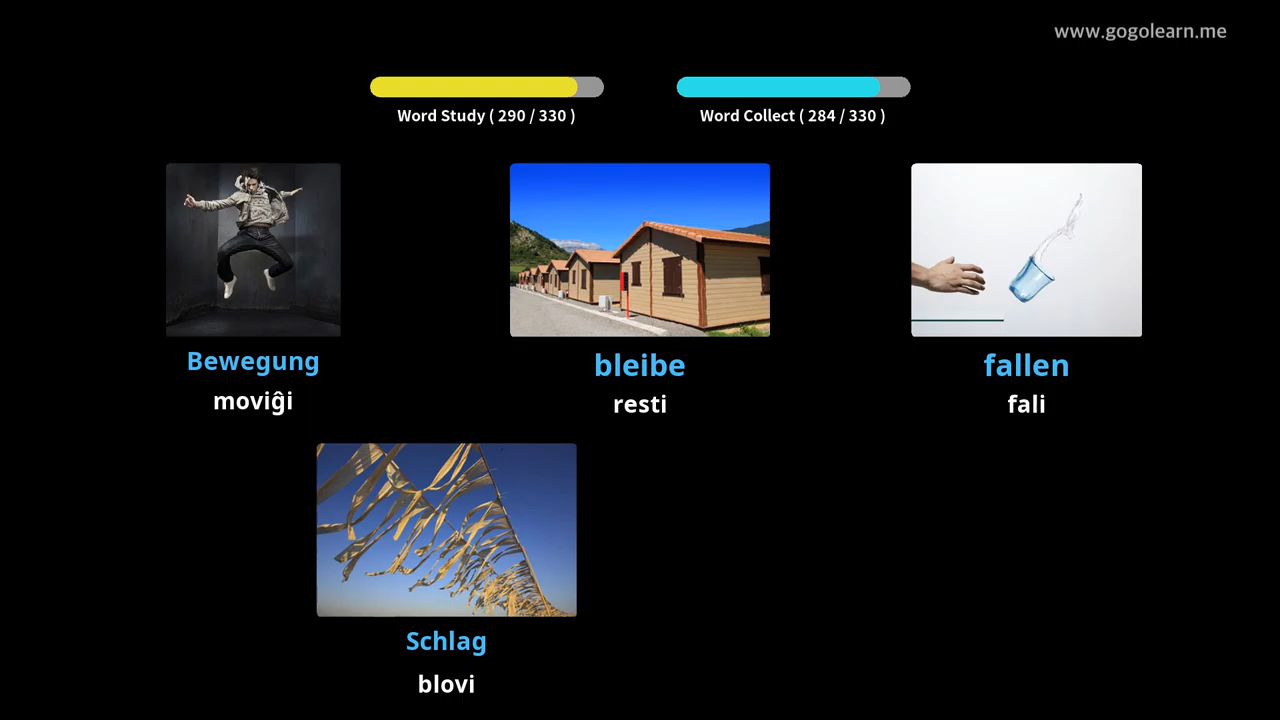 www.gogolearn.me
Word Study ( 290 / 330 )
Word Collect ( 284 / 330 )
Bewegung
moviĝi
bleibe
resti
fallen
fali
Schlag
blovi